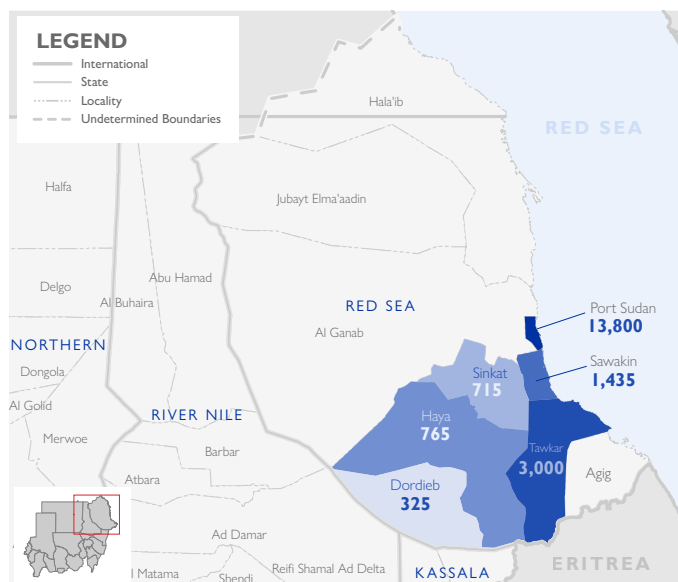 LEGEND
International
State
Locality
Undetermined Boundaries
Hala'ib
RED SEA
Halfa
Jubayt Elma'aadin
Abu Hamad
Delgo
Al Buhaira
RED SEA
Port Sudan
13,800
Al Ganab
NORTHERN
Sawakin
1,435
Dongola
Sinkat
715
Al Golid
RIVER NILE
Haya
765
Merwoe
Barbar
Tawkar
3,000
Agig
Atbara
Dordieb
325
Ad Damar
ERITREA
Al Matama
Shendi
Reifi Shamal Ad Delta
KASSALA